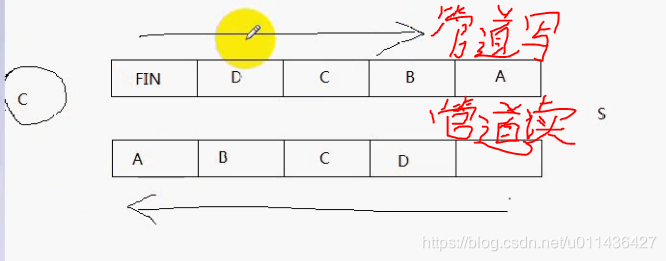 管道写
FIN D C B A
C
S
管道读
A B C D
https://blog.csdn.net/u011436427